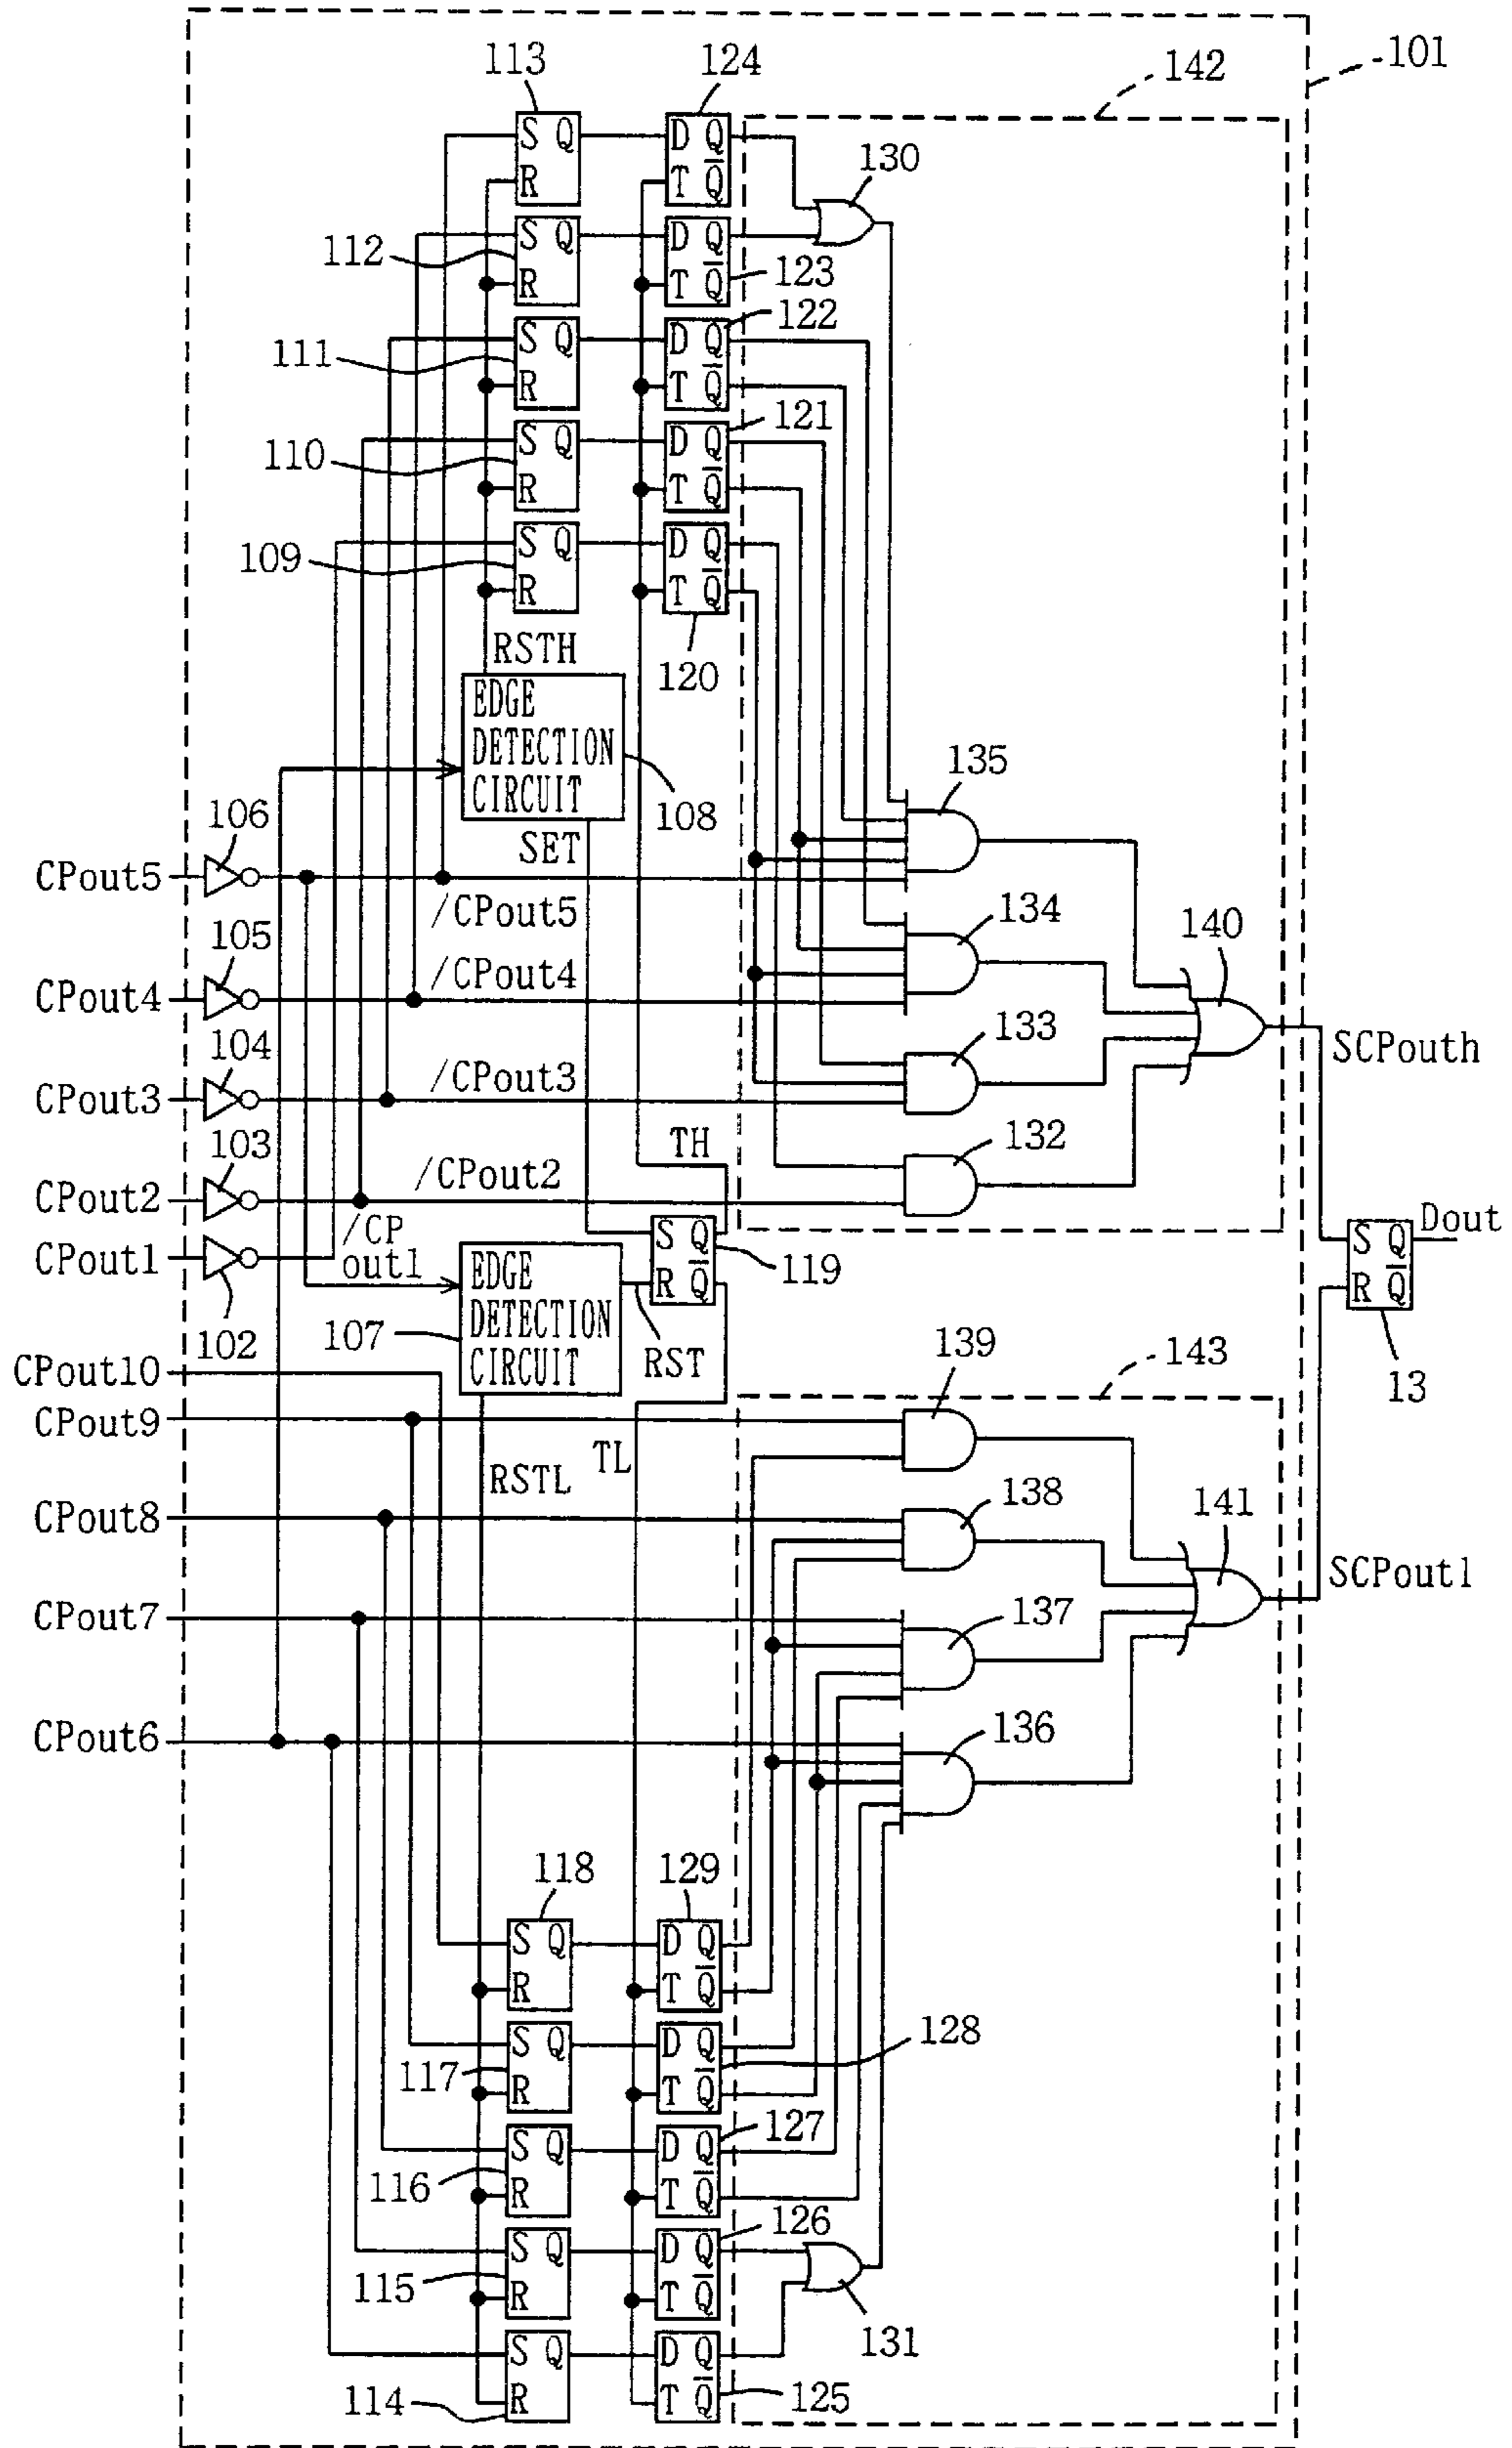 101
142
113
124
130
S Q
R
D Q
T Q̅
112
S Q
R
D Q
T Q̅
123
122
111
S Q
R
D Q
T Q̅
121
110
S Q
R
D Q
T Q̅
109
S Q
R
D Q
T Q̅
120
RSTH
EDGE
DETECTION
CIRCUIT
108
SET
135
106
CPout5
/CPout5
134
105
CPout4
/CPout4
140
104
CPout3
/CPout3
133
SCPouth
103
CPout2
/CPout2
TH
132
CPout1
/CP
out1
102
EDGE
DETECTION
CIRCUIT
107
S Q
R Q̅
119
RST
S Q
R Q̅
Dout
13
139
143
CPout10
CPout9
TL
RSTL
138
CPout8
141
SCPout1
CPout7
137
CPout6
136
118
129
S Q
R
D Q
T Q̅
128
117
S Q
R
D Q
T Q̅
127
116
S Q
R
D Q
T Q̅
126
115
S Q
R
D Q
T Q̅
131
114
S Q
R
D Q
T Q̅
125